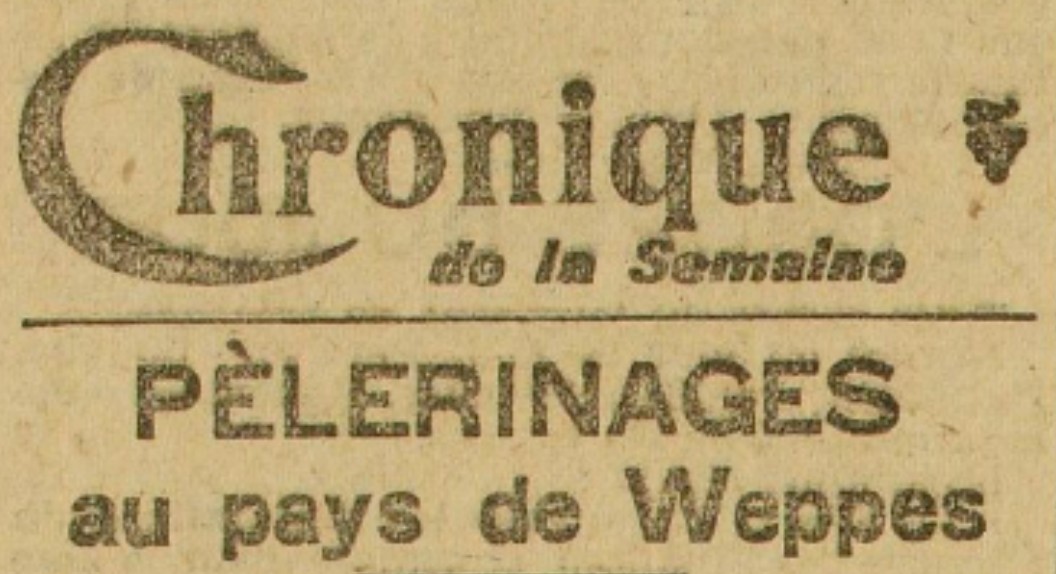 Chronique
de la Semaine
PÈLERINAGES
au pays de Weppes